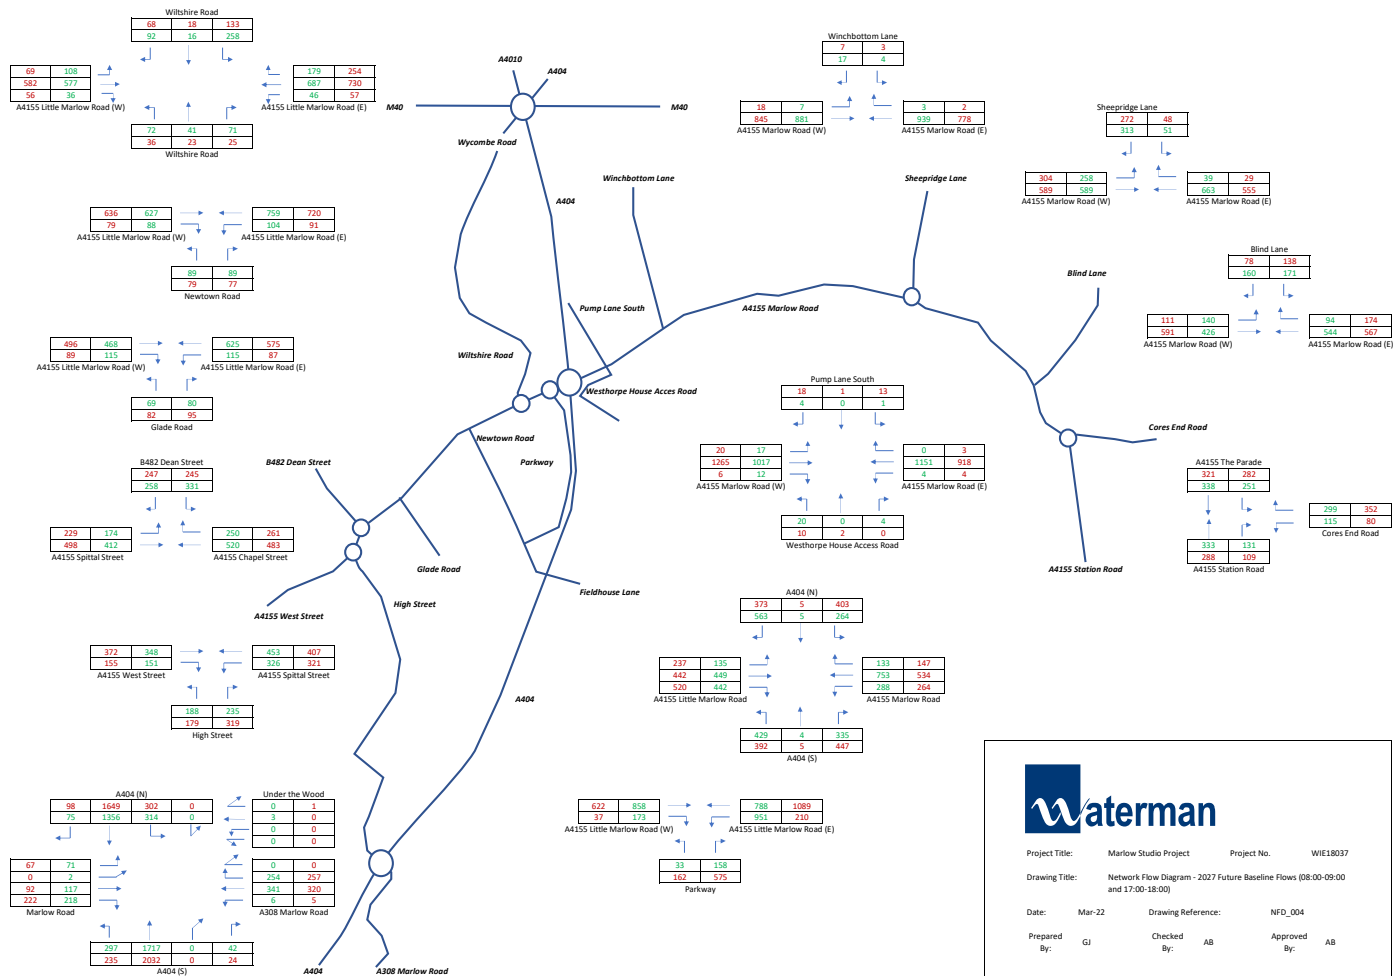 Wiltshire Road
68 18 133
92 16 258
69 108
582 577
56 36
A4155 Little Marlow Road (W)
179 254
687 730
46 57
A4155 Little Marlow Road (E)
72 41 71
36 23 25
Wiltshire Road
636 627
79 88
A4155 Little Marlow Road (W)
759 720
104 91
A4155 Little Marlow Road (E)
89 89
79 77
Newtown Road
496 468
89 115
A4155 Little Marlow Road (W)
625 575
115 87
A4155 Little Marlow Road (E)
69 80
82 95
Glade Road
B482 Dean Street
247 245
258 331
229 174
498 412
A4155 Spittal Street
250 261
520 483
A4155 Chapel Street
372 348
155 151
A4155 West Street
453 407
326 321
A4155 Spittal Street
188 235
179 319
High Street
A404 (N)
98 1649 302 0
75 1356 314 0
Under the Wood
0 1
3 0
0 0
0 0
67 71
0 2
92 117
222 218
Marlow Road
0 0
254 257
341 320
6 5
A308 Marlow Road
297 1717 0 42
235 2032 0 24
A404 (S)
A4010
A404
M40
M40
Wycombe Road
A404
Winchbottom Lane
Sheepridge Lane
Blind Lane
Pump Lane South
A4155 Marlow Road
Wiltshire Road
Westhorpe House Acces Road
Newtown Road
Parkway
B482 Dean Street
Cores End Road
Glade Road
Fieldhouse Lane
A4155 Station Road
A4155 West Street
High Street
A404
A404
A308 Marlow Road
Winchbottom Lane
7 3
17 4
18 7
845 881
A4155 Marlow Road (W)
3 2
939 778
A4155 Marlow Road (E)
Sheepridge Lane
272 48
313 51
304 258
589 589
A4155 Marlow Road (W)
39 29
663 555
A4155 Marlow Road (E)
Blind Lane
78 138
160 171
111 140
591 426
A4155 Marlow Road (W)
94 174
544 567
A4155 Marlow Road (E)
Pump Lane South
18 1 13
4 0 1
20 17
1265 1017
6 12
A4155 Marlow Road (W)
0 3
1151 918
4 4
A4155 Marlow Road (E)
20 0 4
10 2 0
Westhorpe House Access Road
A4155 The Parade
321 282
338 251
299 352
115 80
Cores End Road
333 131
288 109
A4155 Station Road
A404 (N)
373 5 403
563 5 264
237 135
442 449
520 442
A4155 Little Marlow Road
133 147
753 534
288 264
A4155 Marlow Road
429 4 335
392 5 447
A404 (S)
622 858
37 173
A4155 Little Marlow Road (W)
788 1089
951 210
A4155 Little Marlow Road (E)
33 158
162 575
Parkway
Waterman
Project Title: Marlow Studio Project Project No. WIE18037
Drawing Title: Network Flow Diagram - 2027 Future Baseline Flows (08:00-09:00
and 17:00-18:00)
Date: Mar-22 Drawing Reference: NFD_004
Prepared By: GJ Checked By: AB Approved By: AB